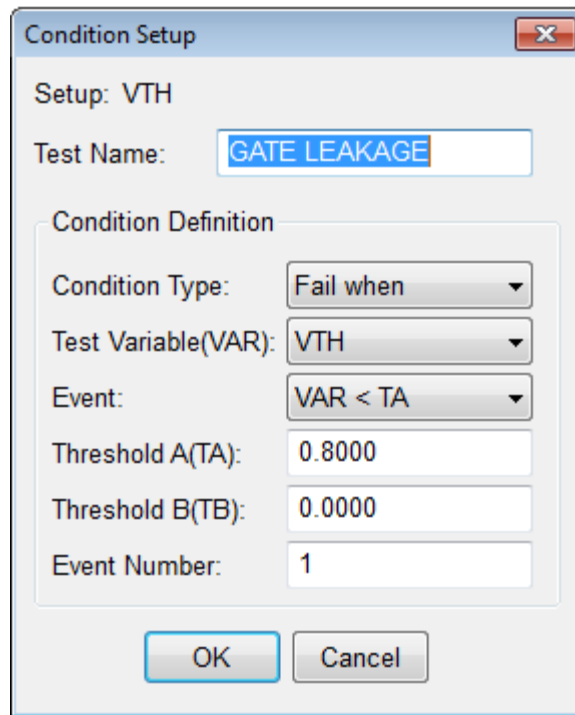 Condition Setup
Setup: VTH
Test Name: GATE LEAKAGE
Condition Definition
Condition Type: Fail when
Test Variable(VAR): VTH
Event: VAR < TA
Threshold A(TA): 0.8000
Threshold B(TB): 0.0000
Event Number: 1
OK Cancel